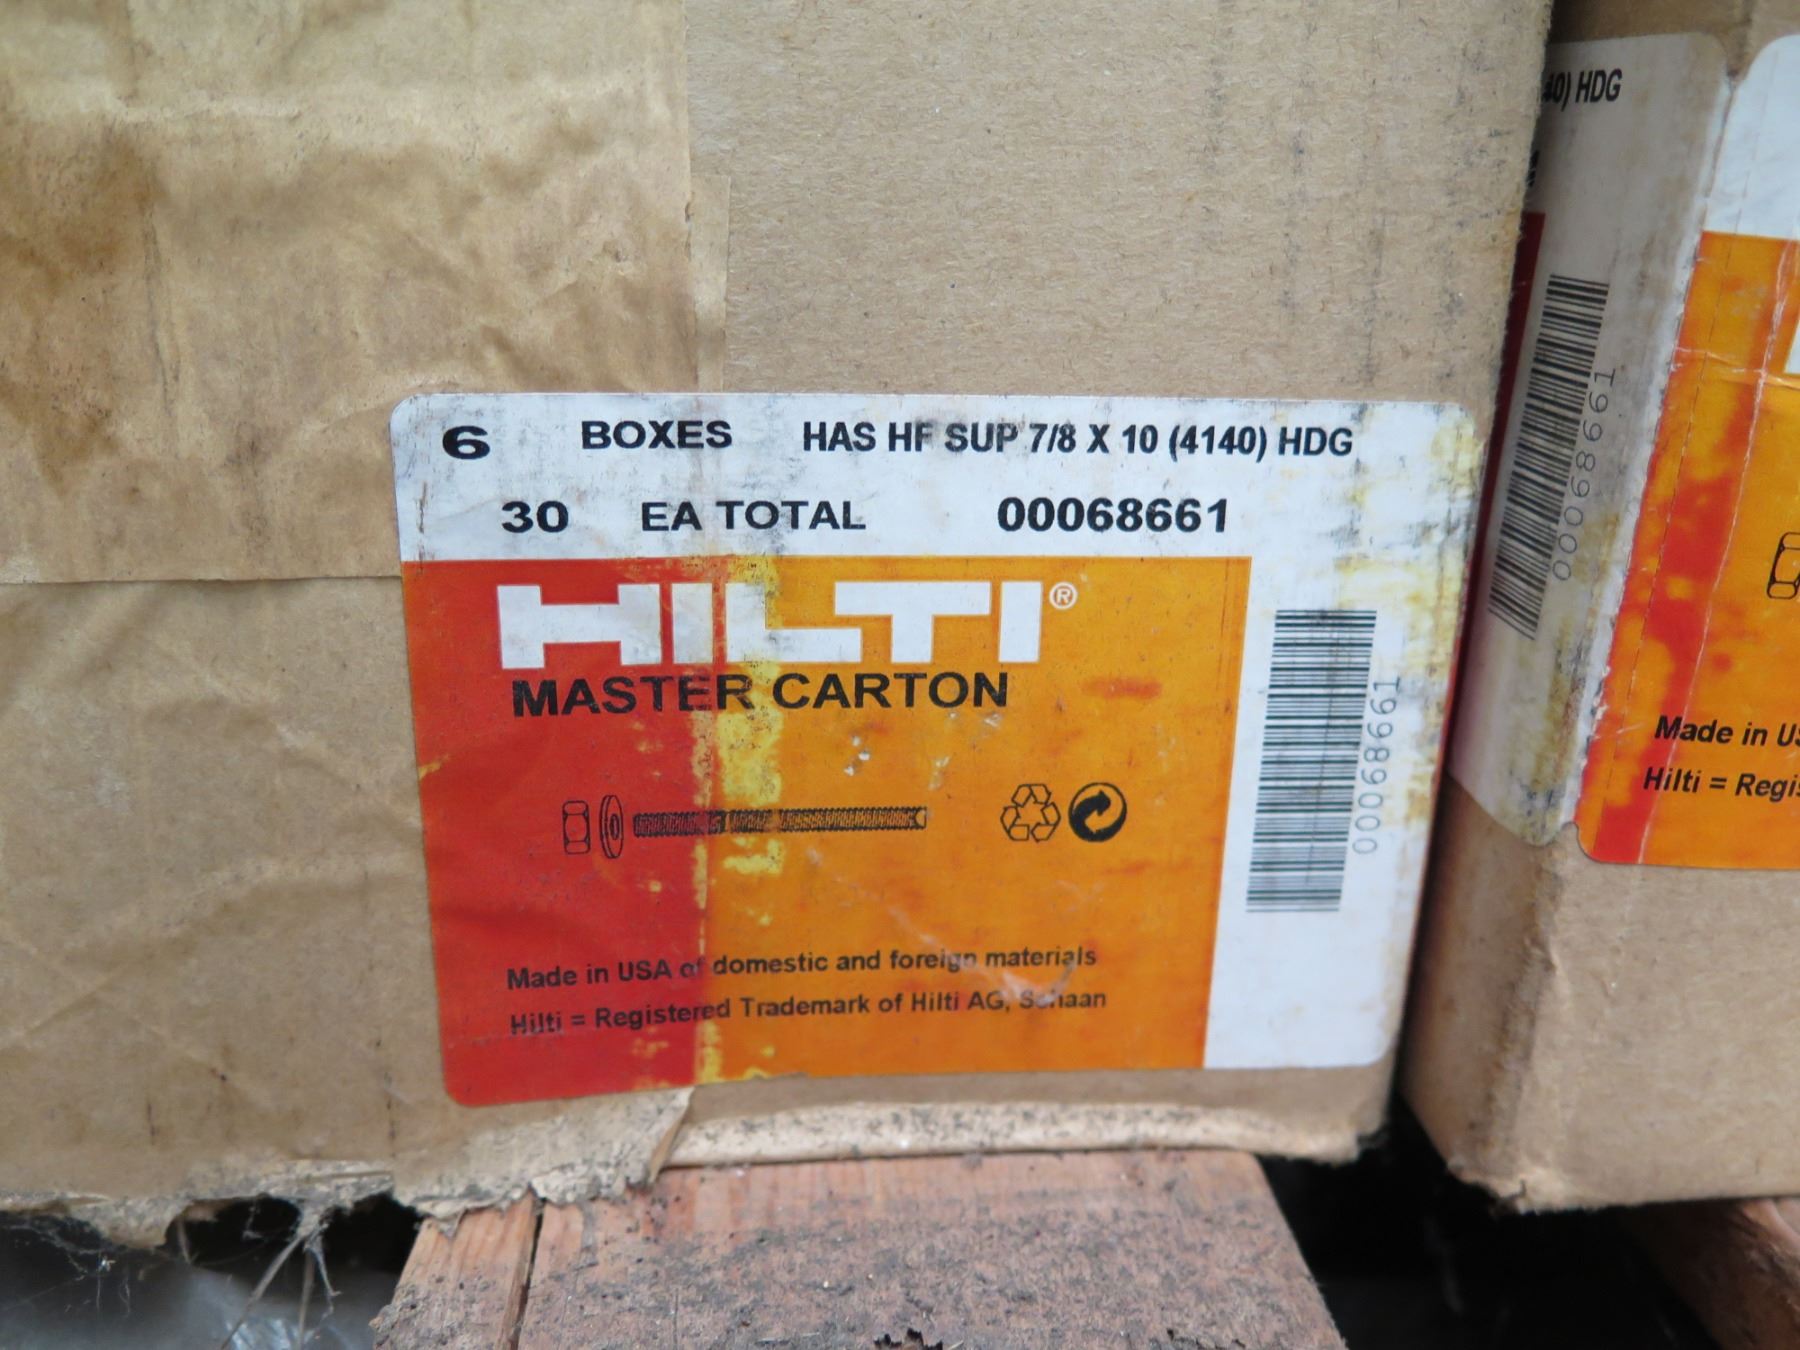 6 BOXES HAS HF SUP 7/8 X 10 (4140) HDG
30 EA TOTAL 00068661
HILTI®
MASTER CARTON
00068661
Made in USA of domestic and foreign materials
Hilti = Registered Trademark of Hilti AG, Schaan
HDG
00068661
Made in
Hilti =